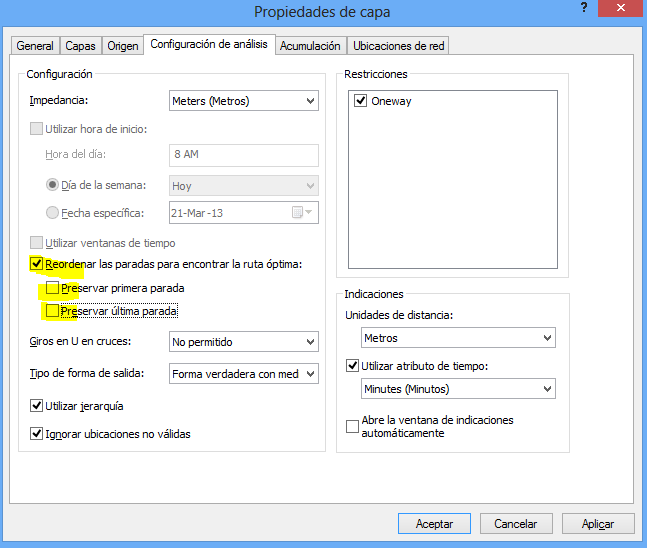 Propiedades de capa
?
x
General
Capas
Origen
Configuración de análisis
Acumulación
Ubicaciones de red
Configuración
Impedancia:
Meters (Metros)
Utilizar hora de inicio:
Hora del día:
8 AM
Día de la semana:
Hoy
Fecha específica:
21-Mar -13
Utilizar ventanas de tiempo
Reordenar las paradas para encontrar la ruta óptima:
Preservar primera parada
Preservar última parada
Giros en U en cruces:
No permitido
Tipo de forma de salida:
Forma verdadera con med
Utilizar jerarquía
Ignorar ubicaciones no válidas
Restricciones
Oneway
Indicaciones
Unidades de distancia:
Metros
Utilizar atributo de tiempo:
Minutes (Minutos)
Abre la ventana de indicaciones
automáticamente
Aceptar
Cancelar
Aplicar